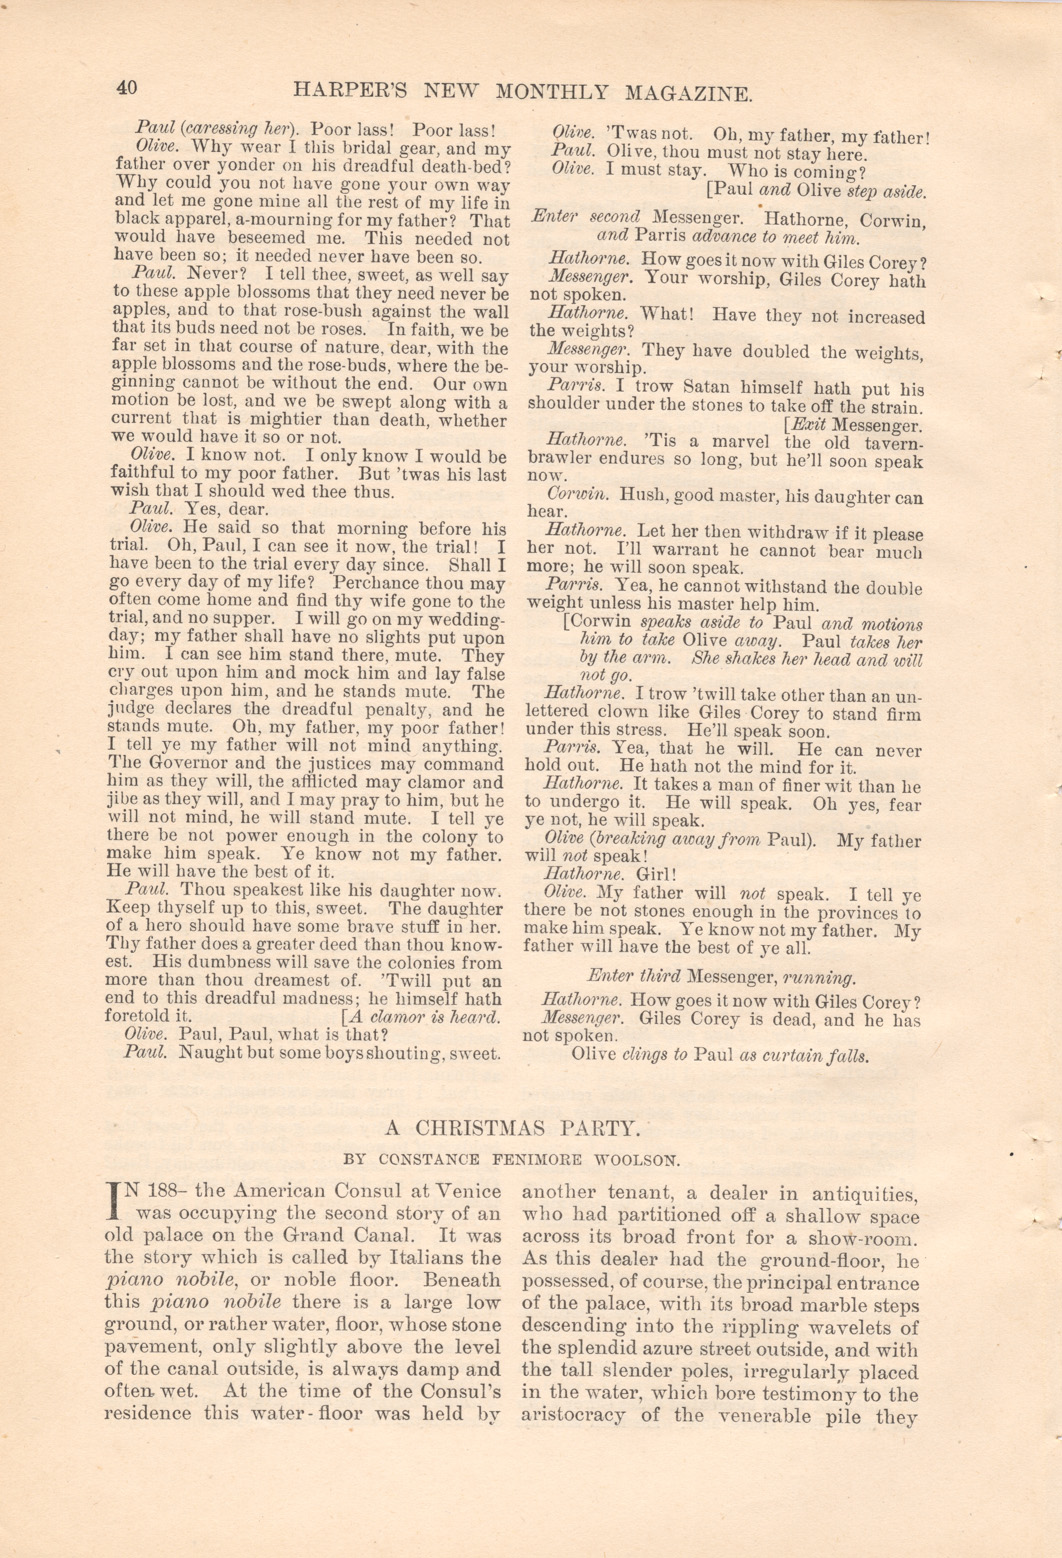 40
HARPER'S NEW MONTHLY MAGAZINE.
Paul (caressing her). Poor lass! Poor lass!
Olive. Why wear I this bridal gear, and my
father over yonder on his dreadful death-bed?
Why could you not have gone your own way
and let me gone mine all the rest of my life in
black apparel, a-mourning for my father? That
would have beseemed me. This needed not
have been so; it needed never have been so.
Paul. Never? I tell thee, sweet, as well say
to these apple blossoms that they need never be
apples, and to that rose-bush against the wall
that its buds need not be roses. In faith, we be
far set in that course of nature, dear, with the
apple blossoms and the rose-buds, where the be-
ginning cannot be without the end. Our own
motion be lost, and we be swept along with a
current that is mightier than death, whether
we would have it so or not.
Olive. I know not. I only know I would be
faithful to my poor father. But 'twas his last
wish that I should wed thee thus.
Paul. Yes, dear.
Olive. He said so that morning before his
trial. Oh, Paul, I can see it now, the trial! I
have been to the trial every day since. Shall I
go every day of my life? Perchance thou may
often come home and find thy wife gone to the
trial, and no supper. I will go on my wedding-
day; my father shall have no slights put upon
him. I can see him stand there, mute. They
cry out upon him and mock him and lay false
charges upon him, and he stands mute. The
judge declares the dreadful penalty, and he
stands mute. Oh, my father, my poor father!
I tell ye my father will not mind anything.
The Governor and the justices may command
him as they will, the afflicted may clamor and
jibe as they will, and I may pray to him, but he
will not mind, he will stand mute. I tell ye
there be not power enough in the colony to
make him speak. Ye know not my father.
He will have the best of it.
Paul. Thou speakest like his daughter now.
Keep thyself up to this, sweet. The daughter
of a hero should have some brave stuff in her.
Thy father does a greater deed than thou know-
est. His dumbness will save the colonies from
more than thou dreamest of. 'Twill put an
end to this dreadful madness; he himself hath
foretold it. [A clamor is heard.
Olive. Paul, Paul, what is that?
Paul. Naught but some boys shouting, sweet.
Olive. 'Twas not. Oh, my father, my father!
Paul. Olive, thou must not stay here.
Olive. I must stay. Who is coming?
[Paul and Olive step aside.
Enter second Messenger. Hathorne, Corwin,
and Parris advance to meet him.
Hathorne. How goes it now with Giles Corey?
Messenger. Your worship, Giles Corey hath
not spoken.
Hathorne. What! Have they not increased
the weights?
Messenger. They have doubled the weights,
your worship.
Parris. I trow Satan himself hath put his
shoulder under the stones to take off the strain.
[Exit Messenger.
Hathorne. 'Tis a marvel the old tavern-
brawler endures so long, but he'll soon speak
now.
Corwin. Hush, good master, his daughter can
hear.
Hathorne. Let her then withdraw if it please
her not. I'll warrant he cannot bear much
more; he will soon speak.
Parris. Yea, he cannot withstand the double
weight unless his master help him.
[Corwin speaks aside to Paul and motions
him to take Olive away. Paul takes her
by the arm. She shakes her head and will
not go.
Hathorne. I trow 'twill take other than an un-
lettered clown like Giles Corey to stand firm
under this stress. He'll speak soon.
Parris. Yea, that he will. He can never
hold out. He hath not the mind for it.
Hathorne. It takes a man of finer wit than he
to undergo it. He will speak. Oh yes, fear
ye not, he will speak.
Olive (breaking away from Paul). My father
will not speak!
Hathorne. Girl!
Olive. My father will not speak. I tell ye
there be not stones enough in the provinces to
make him speak. Ye know not my father. My
father will have the best of ye all.
Enter third Messenger, running.
Hathorne. How goes it now with Giles Corey?
Messenger. Giles Corey is dead, and he has
not spoken.
Olive clings to Paul as curtain falls.
A CHRISTMAS PARTY.
BY CONSTANCE FENIMORE WOOLSON.
IN 188– the American Consul at Venice
was occupying the second story of an
old palace on the Grand Canal. It was
the story which is called by Italians the
piano nobile, or noble floor. Beneath
this piano nobile there is a large low
ground, or rather water, floor, whose stone
pavement, only slightly above the level
of the canal outside, is always damp and
often wet. At the time of the Consul's
residence this water-floor was held by
another tenant, a dealer in antiquities,
who had partitioned off a shallow space
across its broad front for a show-room.
As this dealer had the ground-floor, he
possessed, of course, the principal entrance
of the palace, with its broad marble steps
descending into the rippling wavelets of
the splendid azure street outside, and with
the tall slender poles, irregularly placed
in the water, which bore testimony to the
aristocracy of the venerable pile they